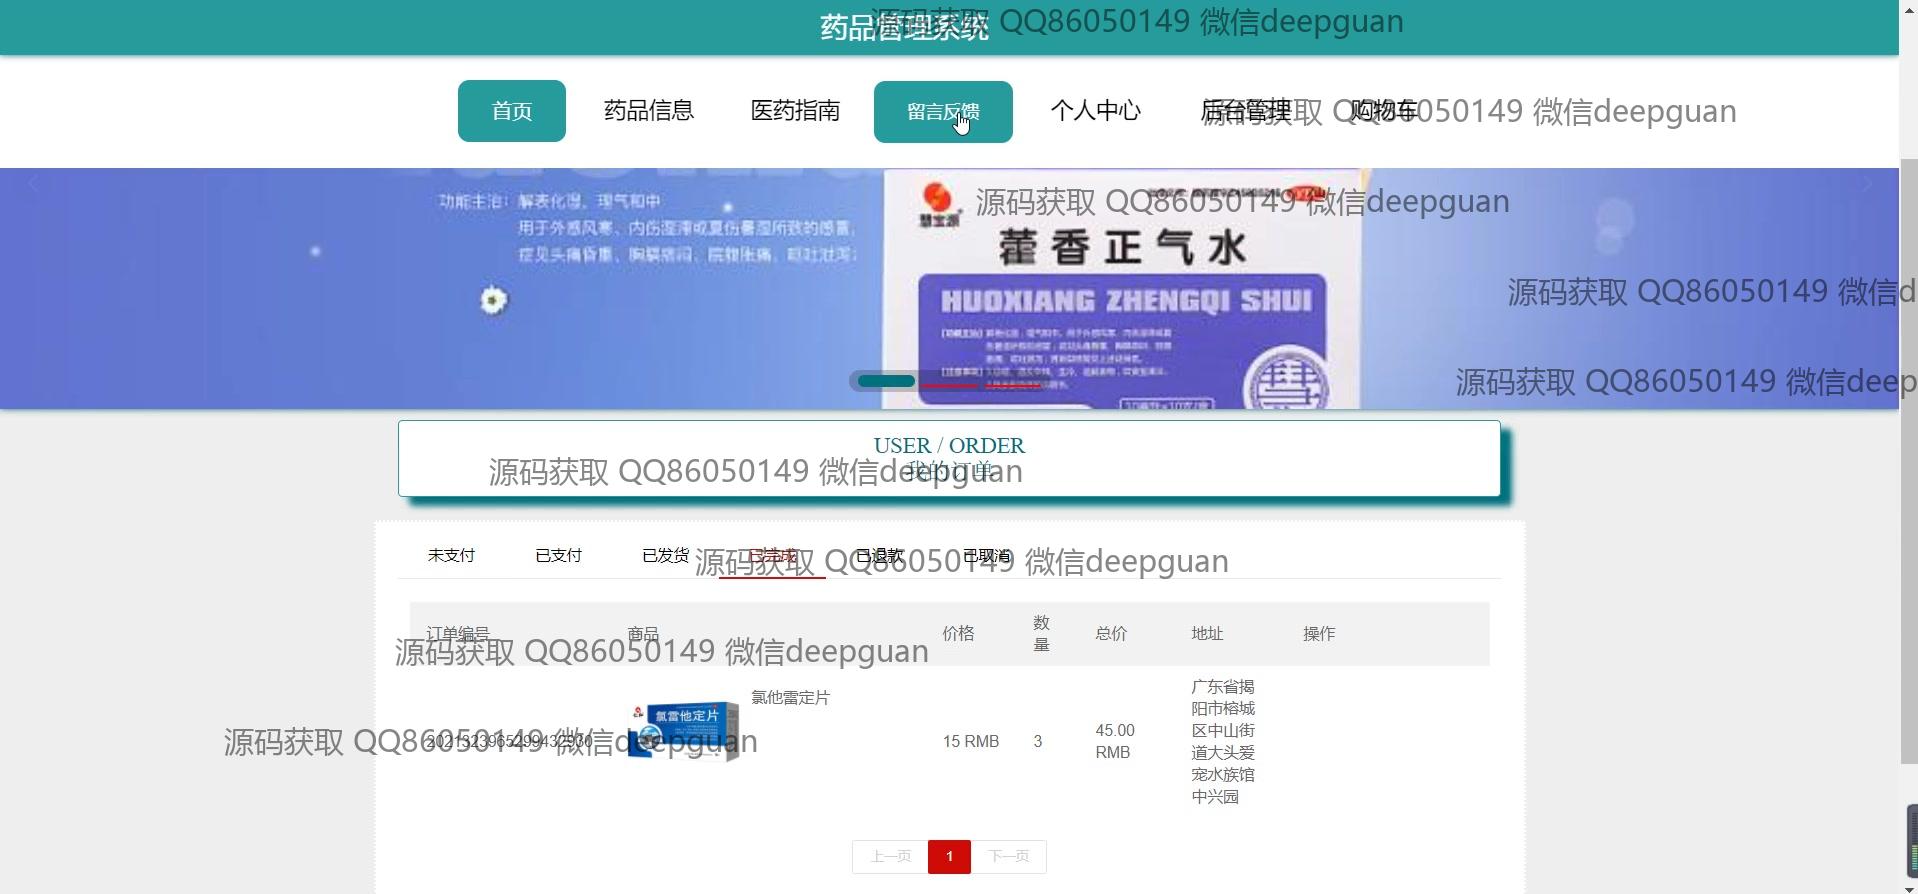 药品管理系统
源码获取 QQ86050149 微信deepguan
首页
药品信息
医药指南
留言反馈
个人中心
后台管理
购物车
源码获取 QQ86050149 微信deepguan
功能主治：解表化湿，理气和中
用于外感风寒、内伤湿滞或夏伤暑湿所致的感冒，
症见头痛昏重、胸膈痞闷、脘腹胀痛、呕吐泄泻；
源码获取 QQ86050149 微信deepguan
藿香正气水
HUOXIANG ZHENGQI SHUI
源码获取 QQ86050149 微信d
源码获取 QQ86050149 微信deep
USER / ORDER
我的订单
源码获取 QQ86050149 微信deepguan
未支付
已支付
已发货
已完成
已退款
已取消
源码获取 QQ86050149 微信deepguan
订单编号
商品
价格
数
量
总价
地址
操作
源码获取 QQ86050149 微信deepguan
氯雷他定片
氯他雷定片
15 RMB
3
45.00
RMB
广东省揭
阳市榕城
区中山街
道大头爱
宠水族馆
中兴园
源码获取 QQ86050149 微信deepguan
上一页
1
下一页